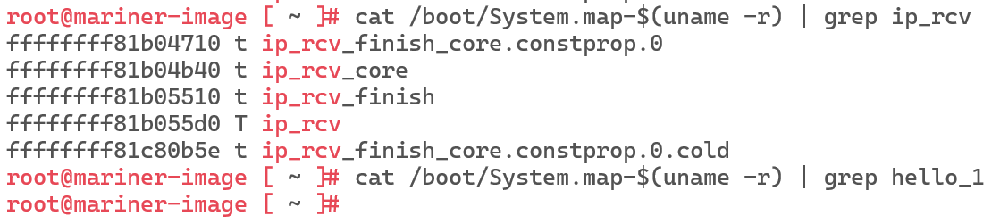 root@mariner-image [ ~ ]# cat /boot/System.map-$(uname -r) | grep ip_rcv
ffffffff81b04710 t ip_rcv_finish_core.constprop.0
ffffffff81b04b40 t ip_rcv_core
ffffffff81b05510 t ip_rcv_finish
ffffffff81b055d0 T ip_rcv
ffffffff81c80b5e t ip_rcv_finish_core.constprop.0.cold
root@mariner-image [ ~ ]# cat /boot/System.map-$(uname -r) | grep hello_1
root@mariner-image [ ~ ]#